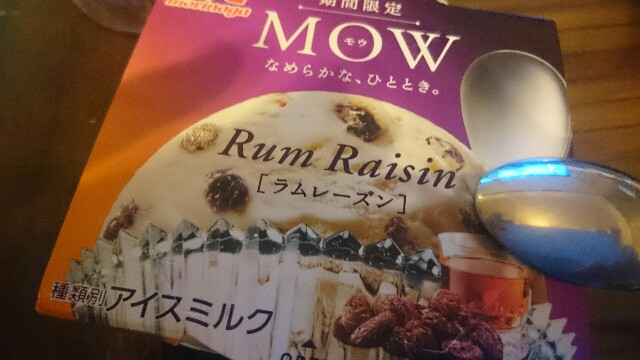 morinaga
期間限定
MOW
モウ
なめらかな、ひととき。
Rum Raisin
[ラムレーズン]
種類別 アイスミルク